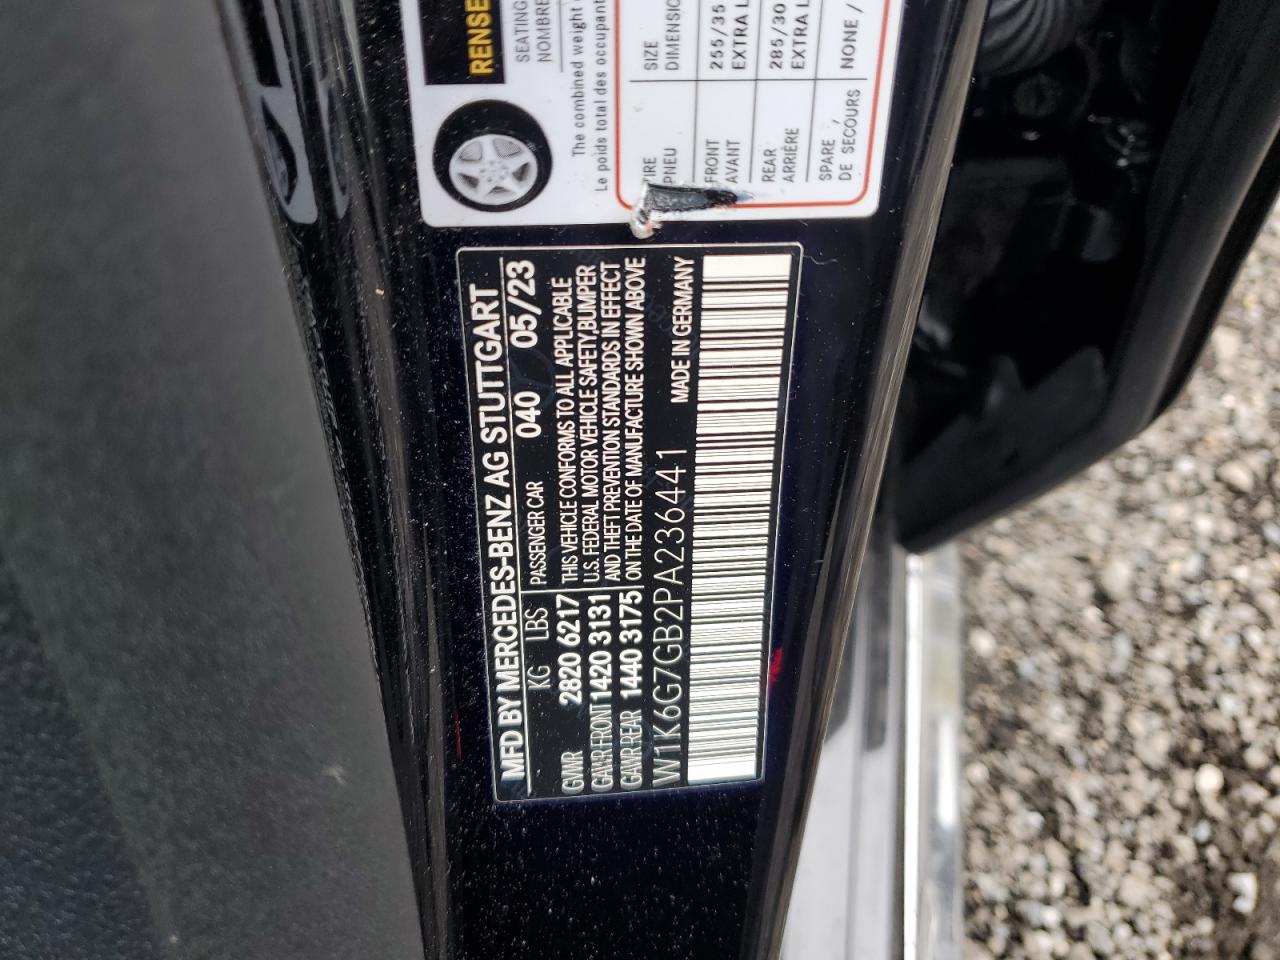 RENSE
SEATING
NOMBRE
The combined weight
Le poids total des occupant
PNEU
SIZE
DIMENSIO
FRONT
AVANT
255/35
EXTRA L
REAR
ARRIÈRE
285/30
EXTRA L
SPARE
DE SECOURS
NONE /
MFD BY MERCEDES-BENZ AG STUTTGART
KG LBS PASSENGER CAR 040 05/23
GVWR 2820 6217 THIS VEHICLE CONFORMS TO ALL APPLICABLE
GAWR FRONT 1420 3131 U.S. FEDERAL MOTOR VEHICLE SAFETY,BUMPER
AND THEFT PREVENTION STANDARDS IN EFFECT
GAWR REAR 1440 3175 ON THE DATE OF MANUFACTURE SHOWN ABOVE
W1K6G7GB2PA236441 MADE IN GERMANY